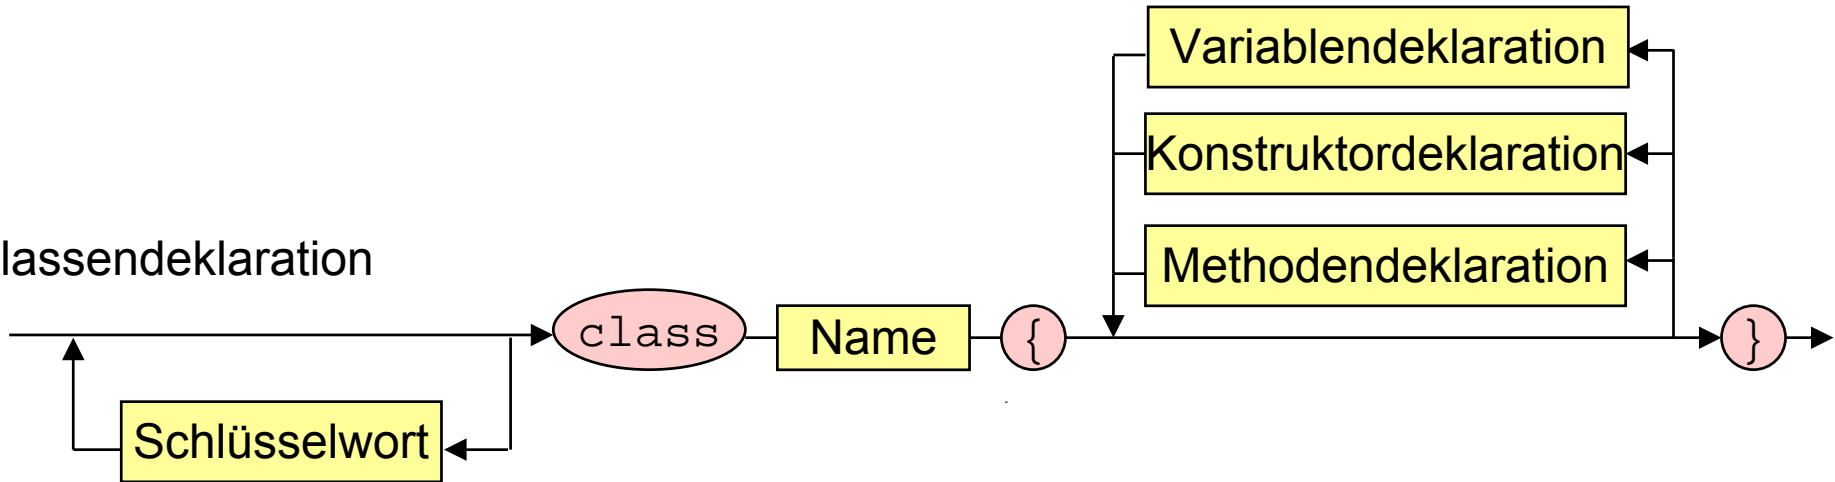 Variablendeklaration
Konstruktordeklaration
Methodendeklaration
lassendeklaration
class Name { }
Schlüsselwort